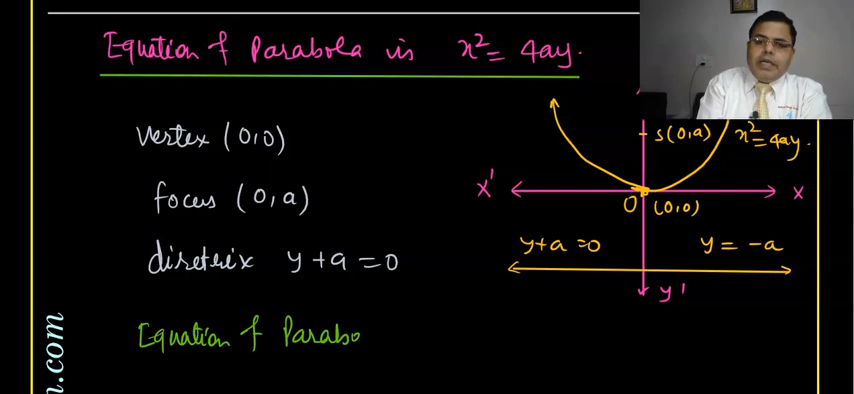 Equation of Parabola is x² = 4ay.
vertex (0,0)
focus (0,a)
diretrix y+a=0
Equation of Parabo
S(0,a)
x²=4ay.
X'
X
O
(0,0)
y+a=0
y = -a
y'
n.com